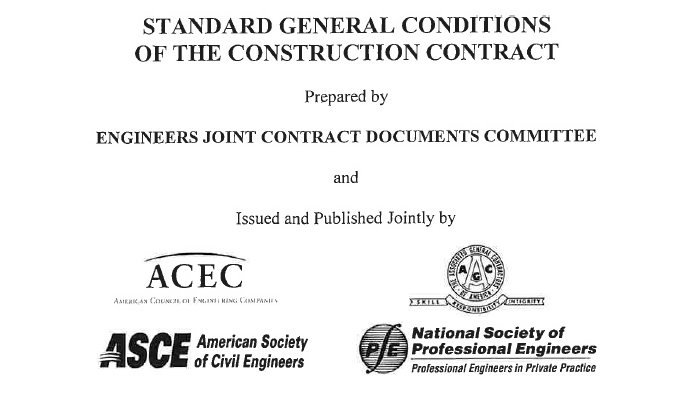 STANDARD GENERAL CONDITIONS
OF THE CONSTRUCTION CONTRACT
Prepared by
ENGINEERS JOINT CONTRACT DOCUMENTS COMMITTEE
and
Issued and Published Jointly by
ACEC
AMERICAN COUNCIL OF ENGINEERING COMPANIES
THE ASSOCIATED GENERAL CONTRACTORS
OF AMERICA
AGC
SKILL RESPONSIBILITY INTEGRITY
ASCE American Society
of Civil Engineers
PE National Society of
Professional Engineers
Professional Engineers in Private Practice